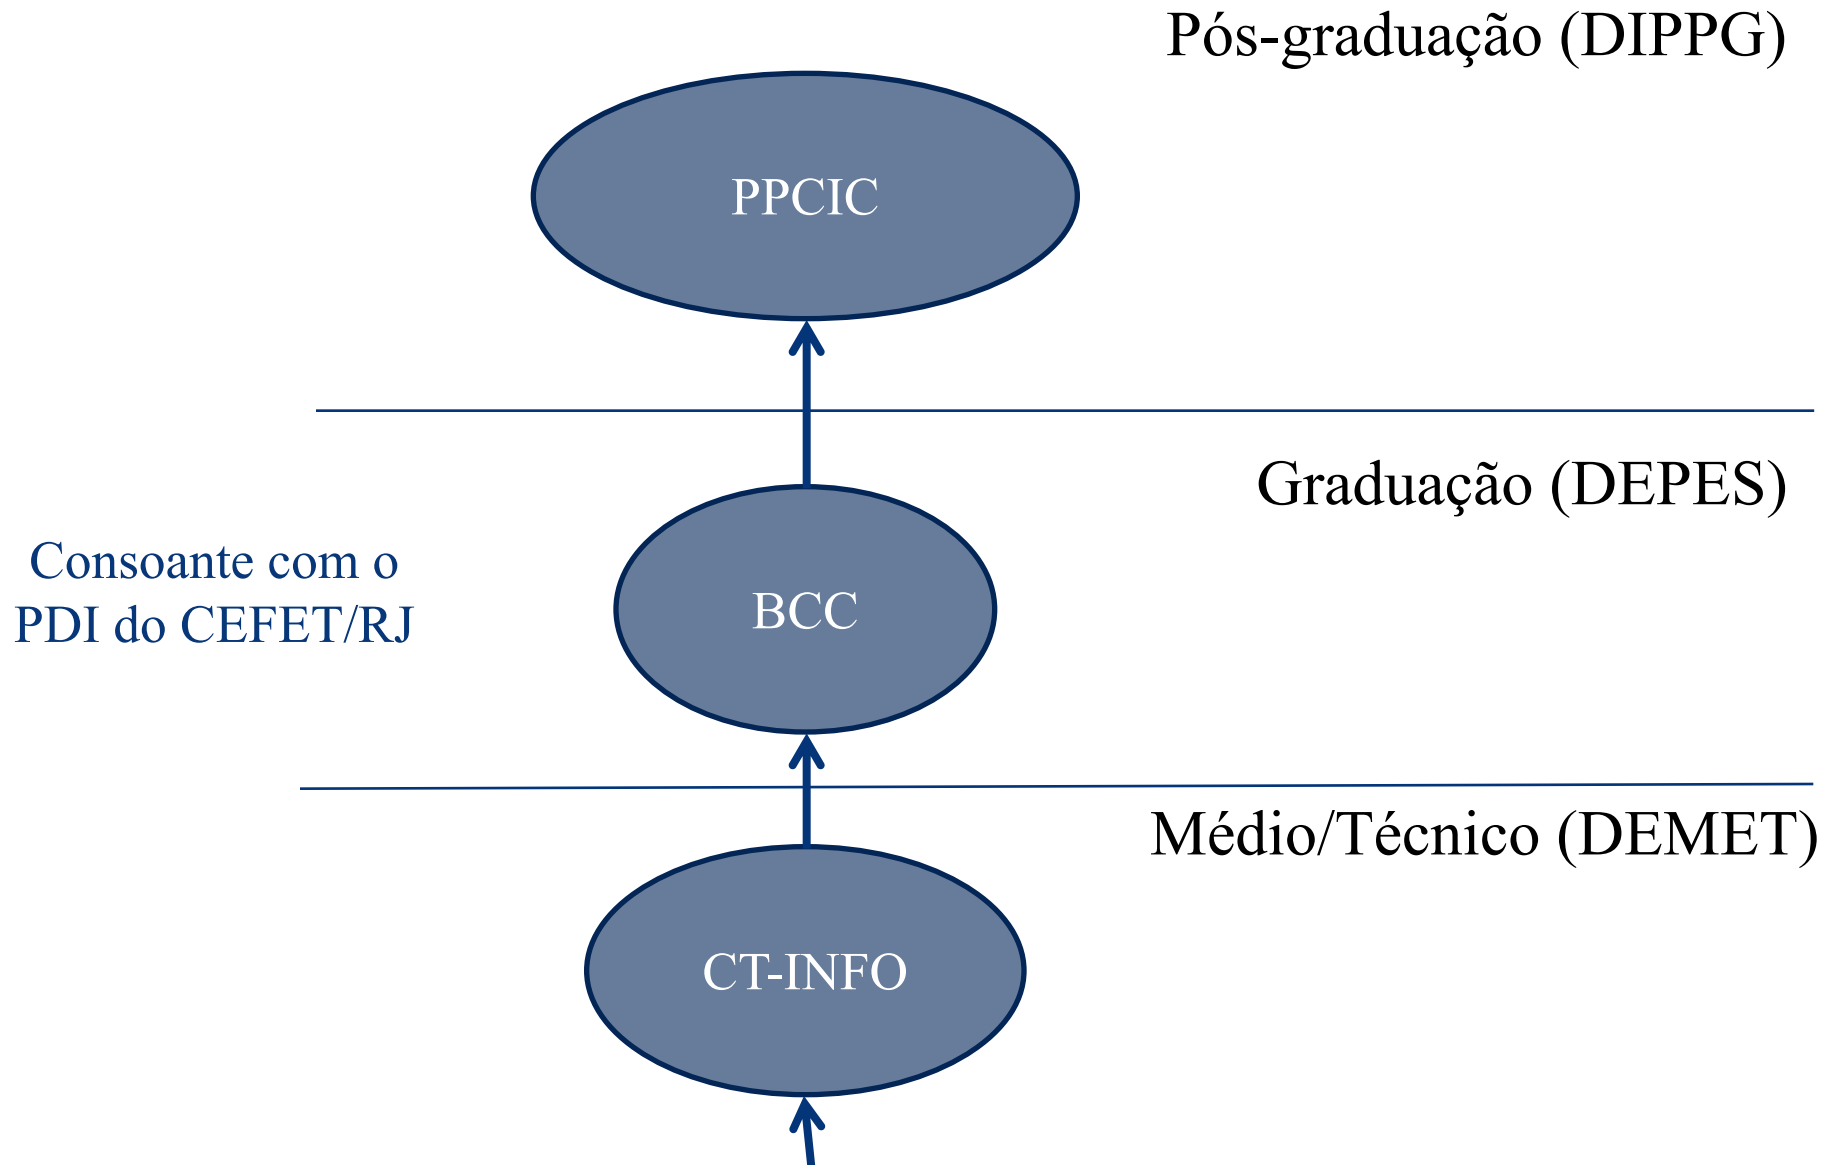 Pós-graduação (DIPPG)
PPCIC
Graduação (DEPES)
Consoante com o
PDI do CEFET/RJ
BCC
Médio/Técnico (DEMET)
CT-INFO